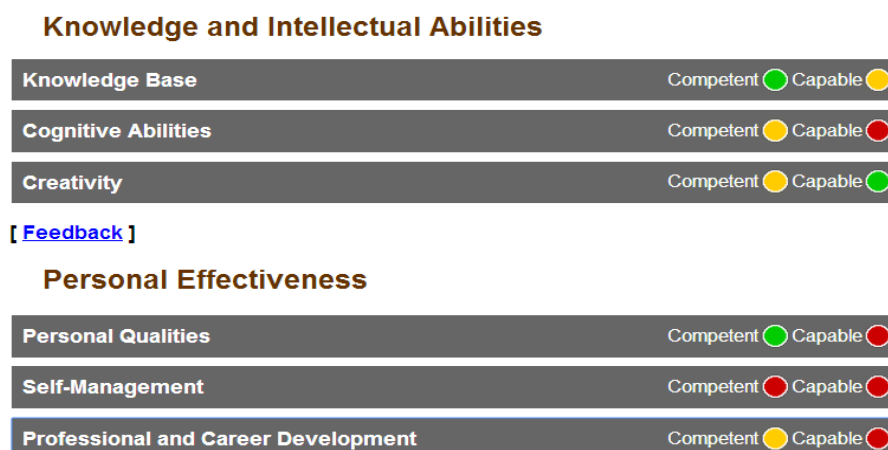 Knowledge and Intellectual Abilities
Knowledge Base Competent Capable
Cognitive Abilities Competent Capable
Creativity Competent Capable
[ Feedback ]
Personal Effectiveness
Personal Qualities Competent Capable
Self-Management Competent Capable
Professional and Career Development Competent Capable